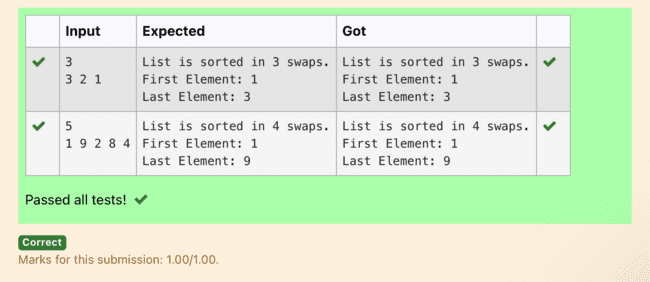 Input Expected Got
3 List is sorted in 3 swaps. List is sorted in 3 swaps.
3 2 1 First Element: 1 First Element: 1
Last Element: 3 Last Element: 3
5 List is sorted in 4 swaps. List is sorted in 4 swaps.
1 9 2 8 4 First Element: 1 First Element: 1
Last Element: 9 Last Element: 9
Passed all tests!
Correct
Marks for this submission: 1.00/1.00.